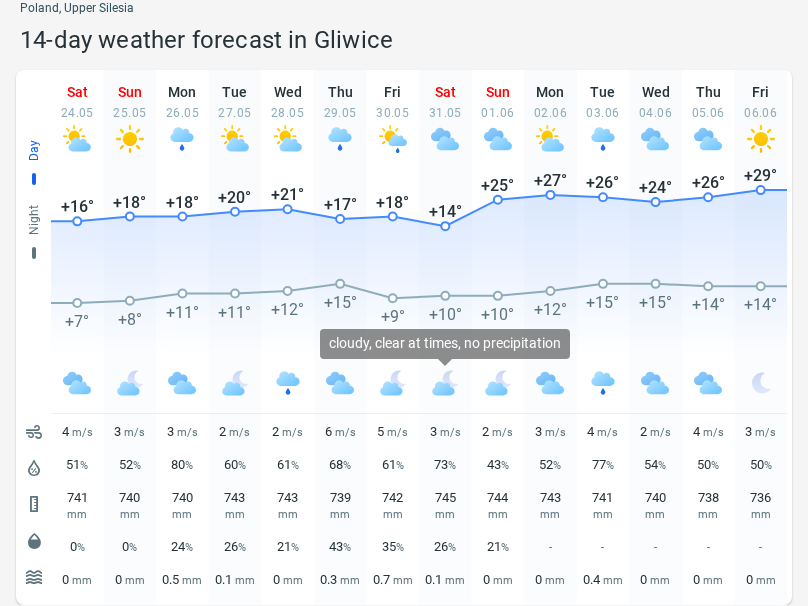 Poland, Upper Silesia
14-day weather forecast in Gliwice
Sat Sun Mon Tue Wed Thu Fri Sat Sun Mon Tue Wed Thu Fri
24.05 25.05 26.05 27.05 28.05 29.05 30.05 31.05 01.06 02.06 03.06 04.06 05.06 06.06
Day
+16° +18° +18° +20° +21° +17° +18° +14° +25° +27° +26° +24° +26° +29°
Night
+7° +8° +11° +11° +12° +15° +9° +10° +10° +12° +15° +15° +14° +14°
cloudy, clear at times, no precipitation
4 m/s 3 m/s 3 m/s 2 m/s 2 m/s 6 m/s 5 m/s 3 m/s 2 m/s 3 m/s 4 m/s 2 m/s 4 m/s 3 m/s
51% 52% 80% 60% 61% 68% 61% 73% 43% 52% 77% 54% 50% 50%
741 740 740 743 743 739 742 745 744 743 741 740 738 736
mm mm mm mm mm mm mm mm mm mm mm mm mm mm
0% 0% 24% 26% 21% 43% 35% 26% 21% - - - - -
0 mm 0 mm 0.5 mm 0.1 mm 0 mm 0.3 mm 0.7 mm 0.1 mm 0 mm 0 mm 0.4 mm 0 mm 0 mm 0 mm